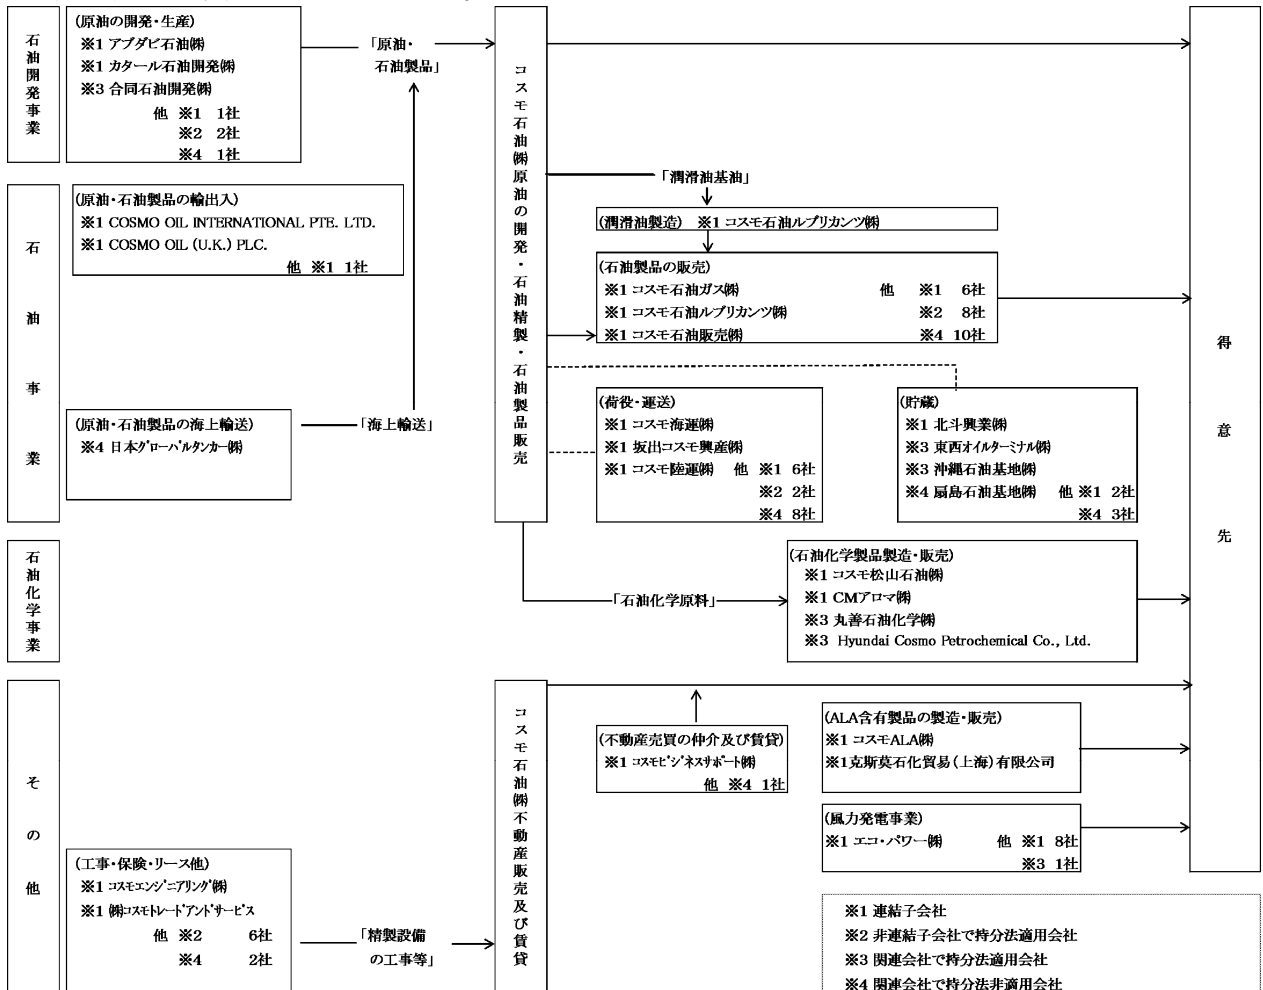 石油開発事業
(原油の開発・生産)
※1 アブダビ石油㈱
※1 カタール石油開発㈱
※3 合同石油開発㈱
他 ※1 1社
※2 2社
※4 1社
「原油・
石油製品」
石油事業
(原油・石油製品の輸出入)
※1 COSMO OIL INTERNATIONAL PTE. LTD.
※1 COSMO OIL (U.K.) PLC.
他 ※1 1社
(原油・石油製品の海上輸送)
※4 日本グローバルタンカー㈱
「海上輸送」
コスモ石油㈱原油の開発・石油精製・石油製品販売
「潤滑油基油」
(潤滑油製造) ※1 コスモ石油ルブリカンツ㈱
(石油製品の販売)
※1 コスモ石油ガス㈱ 他 ※1 6社
※1 コスモ石油ルブリカンツ㈱ ※2 8社
※1 コスモ石油販売㈱ ※4 10社
(荷役・運送)
※1 コスモ海運㈱
※1 坂出コスモ興産㈱
※1 コスモ陸運㈱ 他 ※1 6社
※2 2社
※4 8社
(貯蔵)
※1 北斗興業㈱
※3 東西オイルターミナル㈱
※3 沖縄石油基地㈱
※4 扇島石油基地㈱ 他 ※1 2社
※4 3社
得意先
石油化学事業
「石油化学原料」
(石油化学製品製造・販売)
※1 コスモ松山石油㈱
※1 CMアロマ㈱
※3 丸善石油化学㈱
※3 Hyundai Cosmo Petrochemical Co., Ltd.
その他
(工事・保険・リース他)
※1 コスモエンジニアリング㈱
※1 ㈱コスモトレードアンドサービス
他 ※2 6社
※4 2社
「精製設備
の工事等」
コスモ石油㈱不動産販売及び賃貸
(不動産売買の仲介及び賃貸)
※1 コスモビジネスサポート㈱
他 ※4 1社
(ALA含有製品の製造・販売)
※1 コスモALA㈱
※1克斯莫石化貿易(上海)有限公司
(風力発電事業)
※1 エコ・パワー㈱ 他 ※1 8社
※3 1社
※1 連結子会社
※2 非連結子会社で持分法適用会社
※3 関連会社で持分法適用会社
※4 関連会社で持分法非適用会社